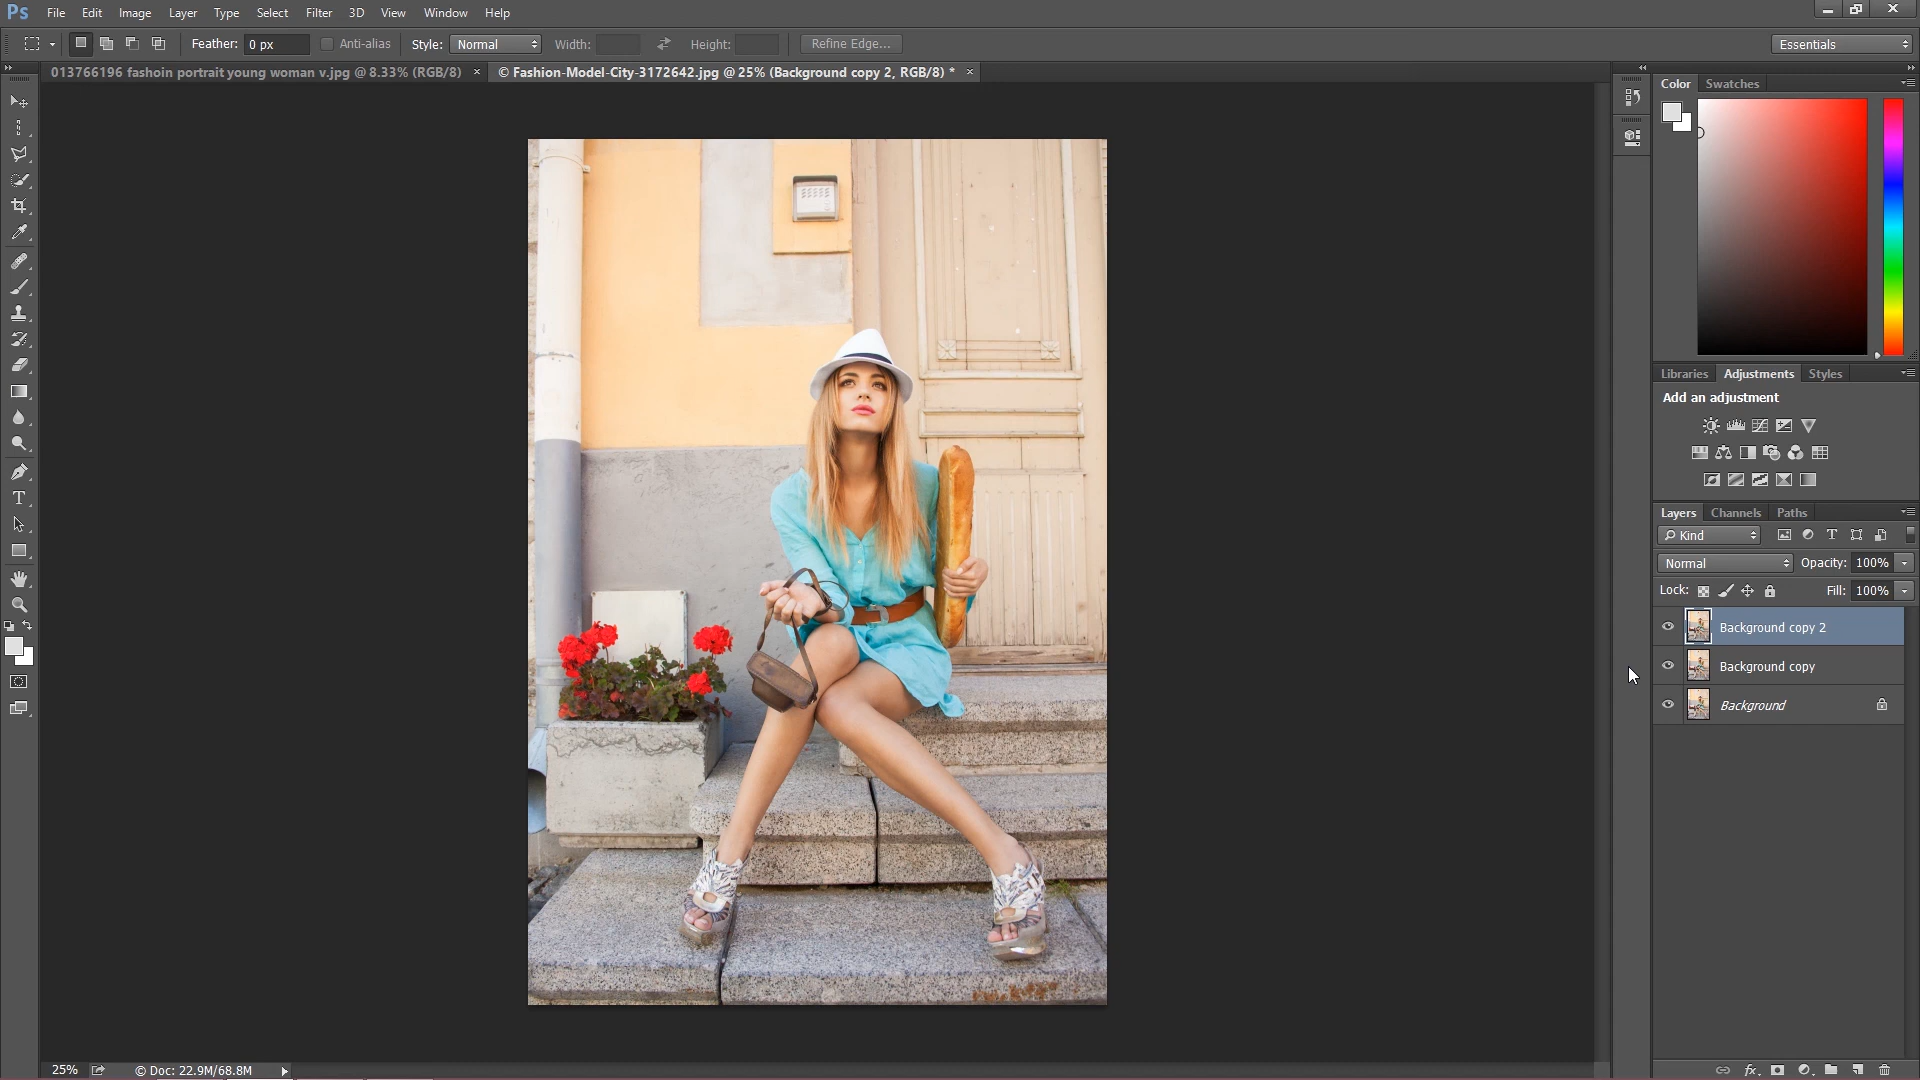 Ps File Edit Image Layer Type Select Filter 3D View Window Help
Feather: 0 px Anti-alias Style: Normal Width: Height: Refine Edge... Essentials
013766196 fashoin portrait young woman v.jpg @ 8.33% (RGB/8) × © Fashion-Model-City-3172642.jpg @ 25% (Background copy 2, RGB/8) * ×
Color Swatches
Libraries Adjustments Styles
Add an adjustment
Layers Channels Paths
Kind
Normal Opacity: 100%
Lock: Fill: 100%
Background copy 2
Background copy
Background
25% © Doc: 22.9M/68.8M